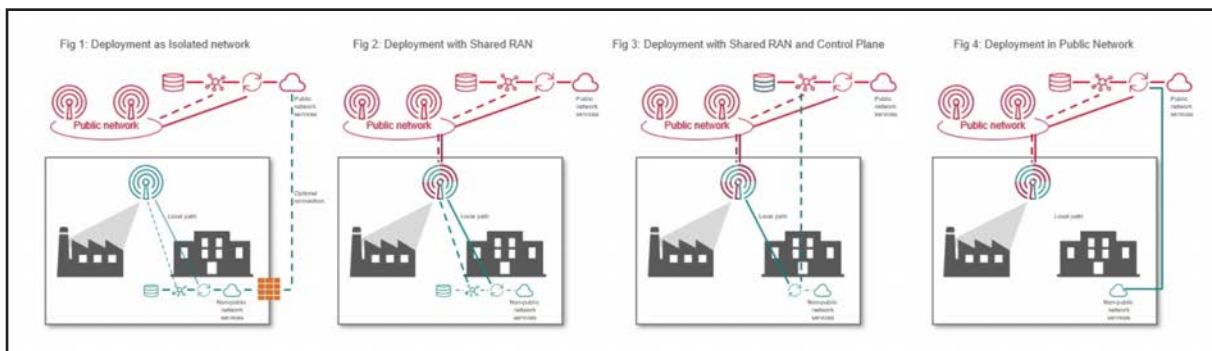 Fig 1: Deployment as Isolated network
Public network
Public
network
services
Optional
connection
Local path
Non-public
network
services
Fig 2: Deployment with Shared RAN
Public network
Public
network
services
Local path
Non-public
network
services
Fig 3: Deployment with Shared RAN and Control Plane
Public network
Public
network
services
Local path
Non-public
network
services
Fig 4: Deployment in Public Network
Public network
Public
network
services
Local path
Non-public
network
services